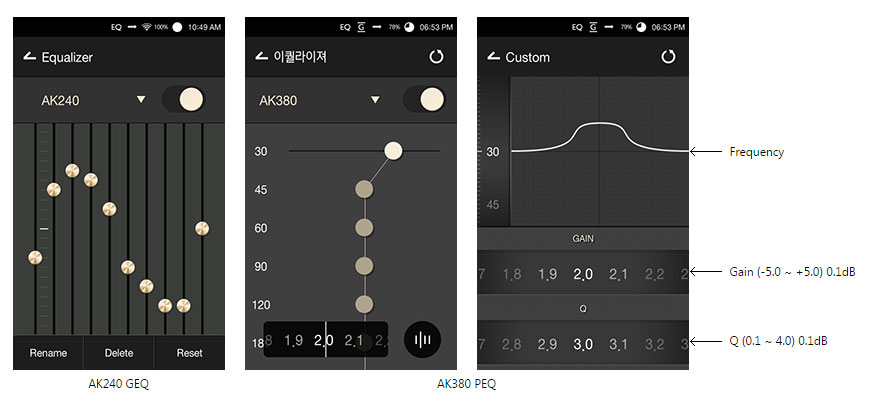 EQ 100% 10:49 AM
Equalizer
AK240
Rename Delete Reset
AK240 GEQ
EQ G 78% 06:53 PM
이퀄라이져
AK380
30
45
60
90
120
18
8 1.9 2.0 2.1 2.
EQ G 79% 06:53 PM
Custom
30
45
GAIN
7 1.8 1.9 2.0 2.1 2.2 2
Q
7 2.8 2.9 3.0 3.1 3.2 3
AK380 PEQ
Frequency
Gain (-5.0 ~ +5.0) 0.1dB
Q (0.1 ~ 4.0) 0.1dB